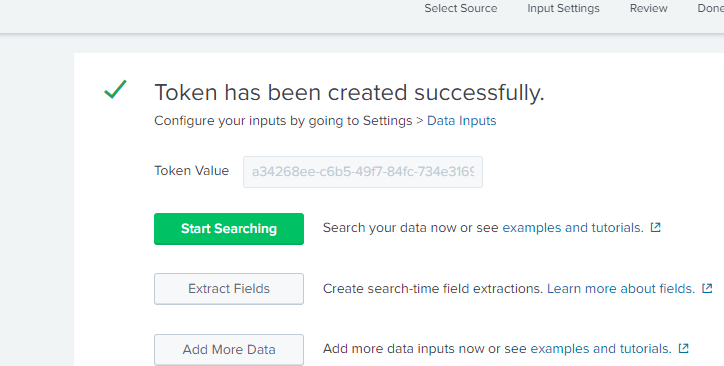 Select Source Input Settings Review Done
Token has been created successfully.
Configure your inputs by going to Settings > Data Inputs
Token Value a34268ee-c6b5-49f7-84fc-734e3169
Start Searching Search your data now or see examples and tutorials.
Extract Fields Create search-time field extractions. Learn more about fields.
Add More Data Add more data inputs now or see examples and tutorials.